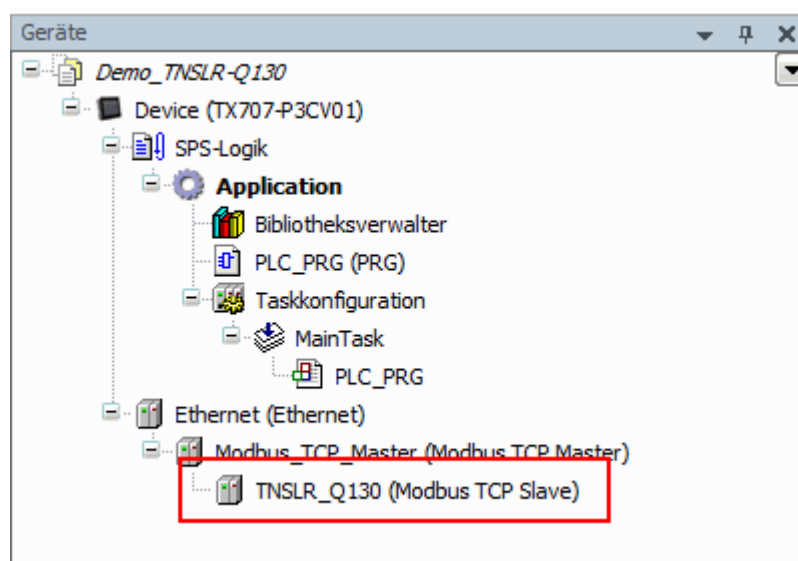 Geräte
Demo_TNSLR-Q130
Device (TX707-P3CV01)
SPS-Logik
Application
Bibliotheksverwalter
PLC_PRG (PRG)
Taskkonfiguration
MainTask
PLC_PRG
Ethernet (Ethernet)
Modbus_TCP_Master (Modbus TCP Master)
TNSLR_Q130 (Modbus TCP Slave)